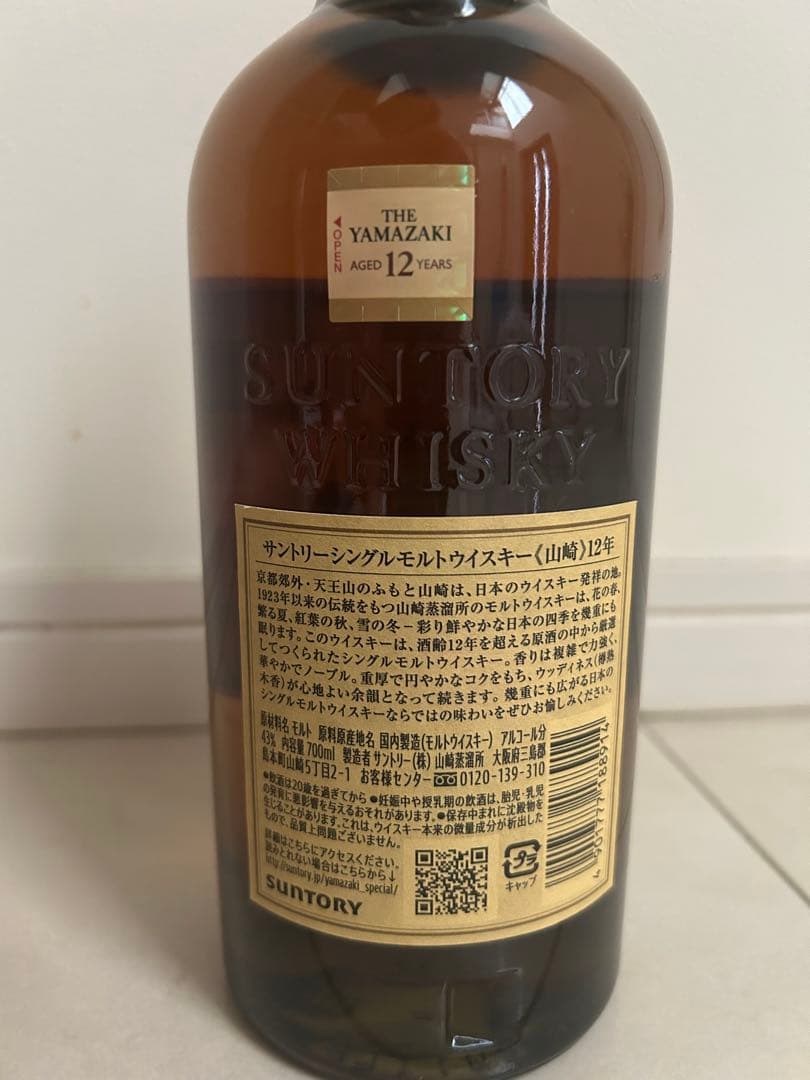 OPEN
THE
YAMAZAKI
AGED 12 YEARS
SUNTORY
WHISKY
サントリーシングルモルトウイスキー《山崎》12年
京都郊外・天王山のふもと山崎は、日本のウイスキー発祥の地。
1923年以来の伝統をもつ山崎蒸溜所のモルトウイスキーは、花の春、
繁る夏、紅葉の秋、雪の冬−彩り鮮やかな日本の四季を幾重にも
眠ります。このウイスキーは、酒齢12年を超える原酒の中から厳選
してつくられたシングルモルトウイスキー。香りは複雑で力強く、
華やかでノーブル。重厚で円やかなコクをもち、ウッディネス(樽熟
木香)が心地よい余韻となって続きます。幾重にも広がる日本の
シングルモルトウイスキーならではの味わいをぜひお愉しみください。
原材料名 モルト 原料原産地名 国内製造(モルトウイスキー) アルコール分
43% 内容量 700ml 製造者 サントリー(株) 山崎蒸溜所 大阪府三島郡
島本町山崎5丁目2-1 お客様センター 0120-139-310
●飲酒は20歳を過ぎてから ●妊娠中や授乳期の飲酒は、胎児・乳児
の発育に悪影響を与えるおそれがあります。●保存中まれに沈殿物を
生じることがあります。これは、ウイスキー本来の微量成分が析出した
もので、品質上問題ございません。
詳細はこちらにアクセスください。
読みとれない場合はこちらから↓
http://suntory.jp/yamazaki_special/
SUNTORY
プラ
キャップ
4 901777 188914